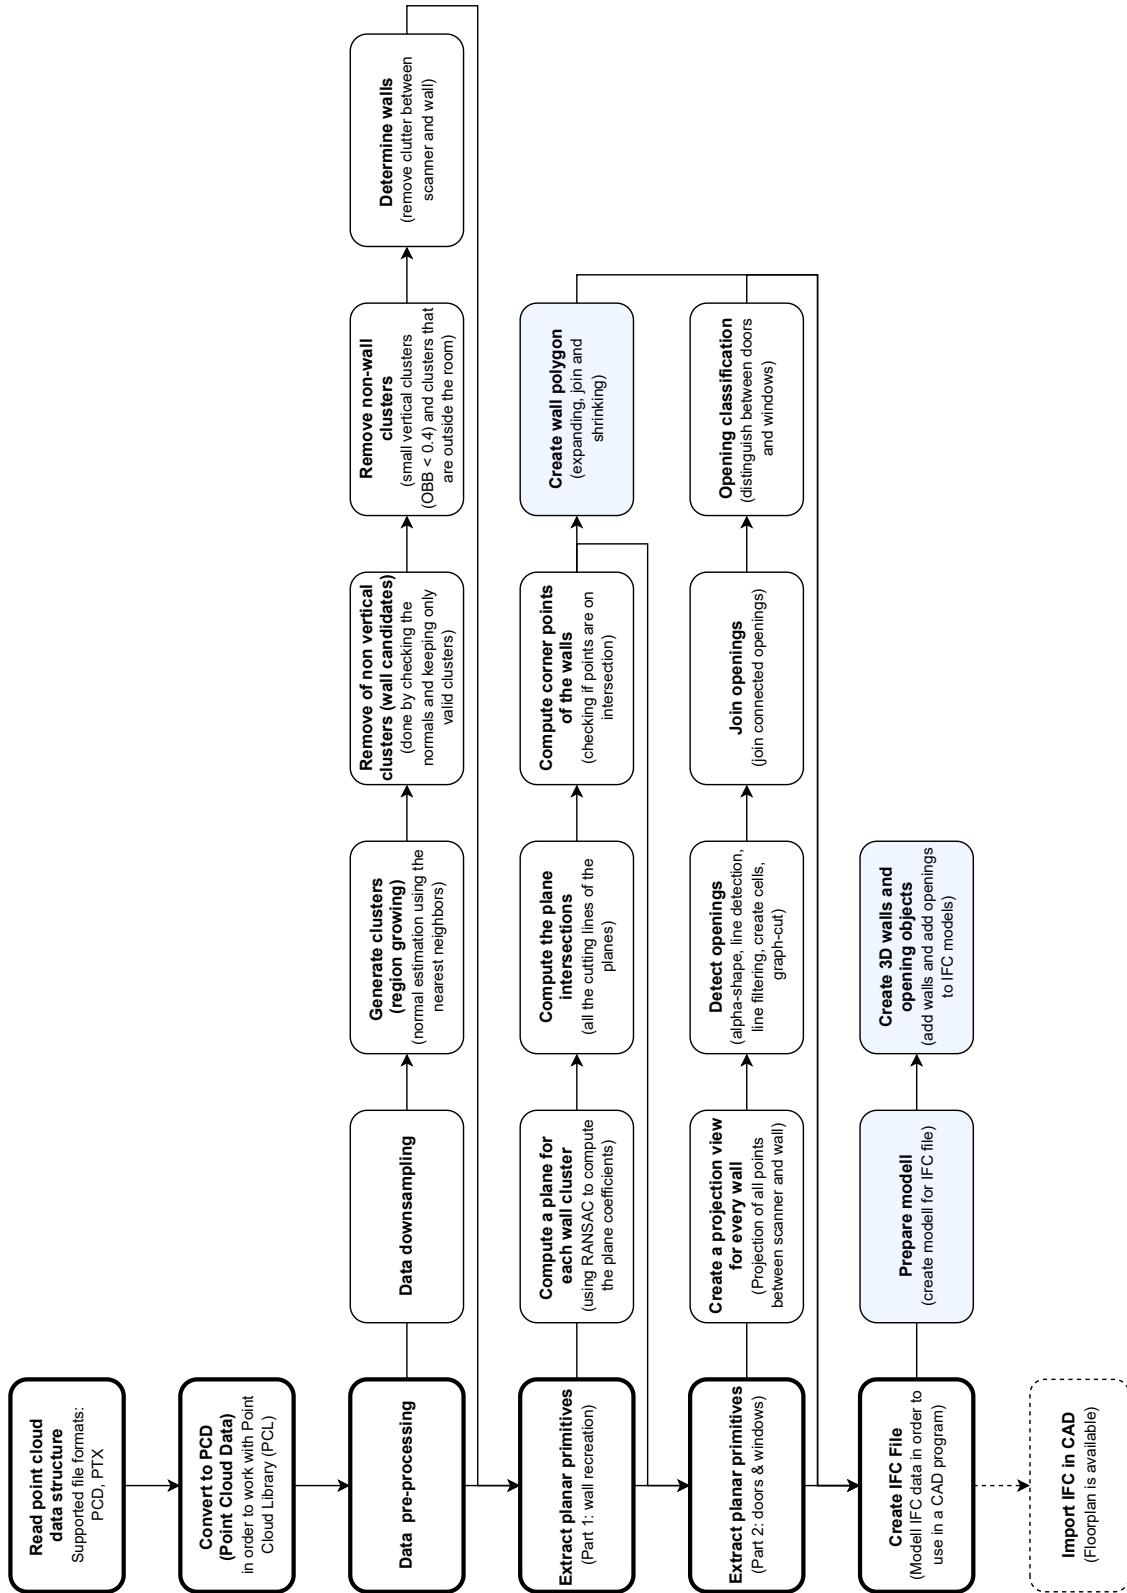 Read point cloud
data structure
Supported file formats:
PCD, PTX
Convert to PCD
(Point Cloud Data)
in order to work with Point
Cloud Library (PCL)
Data pre-processing
Data downsampling
Generate clusters
(region growing)
(normal estimation using the
nearest neighbors)
Remove of non vertical
clusters (wall candidates)
(done by checking the
normals and keeping only
valid clusters)
Remove non-wall
clusters
(small vertical clusters
(OBB < 0.4) and clusters that
are outside the room)
Determine walls
(remove clutter between
scanner and wall)
Extract planar primitives
(Part 1: wall recreation)
Compute a plane for
each wall cluster
(using RANSAC to compute
the plane coefficients)
Compute the plane
intersections
(all the cutting lines of the
planes)
Compute corner points
of the walls
(checking if points are on
intersection)
Create wall polygon
(expanding, join and
shrinking)
Extract planar primitives
(Part 2: doors & windows)
Create a projection view
for every wall
(Projection of all points
between scanner and wall)
Detect openings
(alpha-shape, line detection,
line filtering, create cells,
graph-cut)
Join openings
(join connected openings)
Opening classification
(distinguish between doors
and windows)
Create IFC File
(Modell IFC data in order to
use in a CAD program)
Prepare modell
(create modell for IFC file)
Create 3D walls and
opening objects
(add walls and add openings
to IFC models)
Import IFC in CAD
(Floorplan is available)